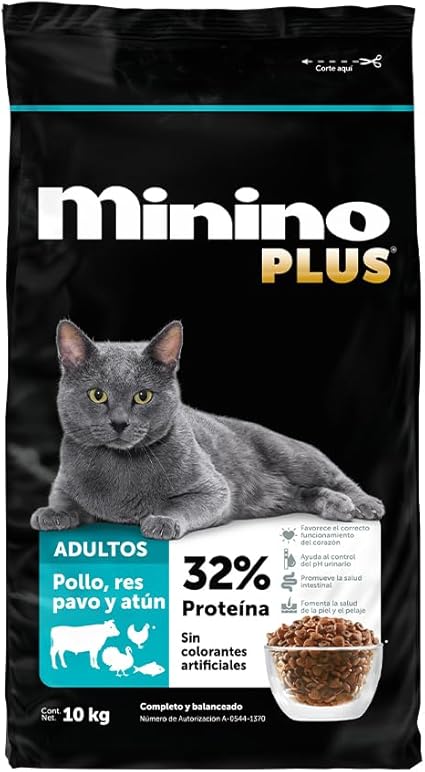 Corte aquí
minino
PLUS®
ADULTOS
Pollo, res
pavo y atún
32%
Proteína
Sin
colorantes
artificiales
Favorece el correcto
funcionamiento
del corazón
Ayuda al control
del pH urinario
Promueve la salud
intestinal
Fomenta la salud
de la piel y el pelaje
Cont.
Net. 10 kg
Completo y balanceado
Número de Autorización A-0544-1370